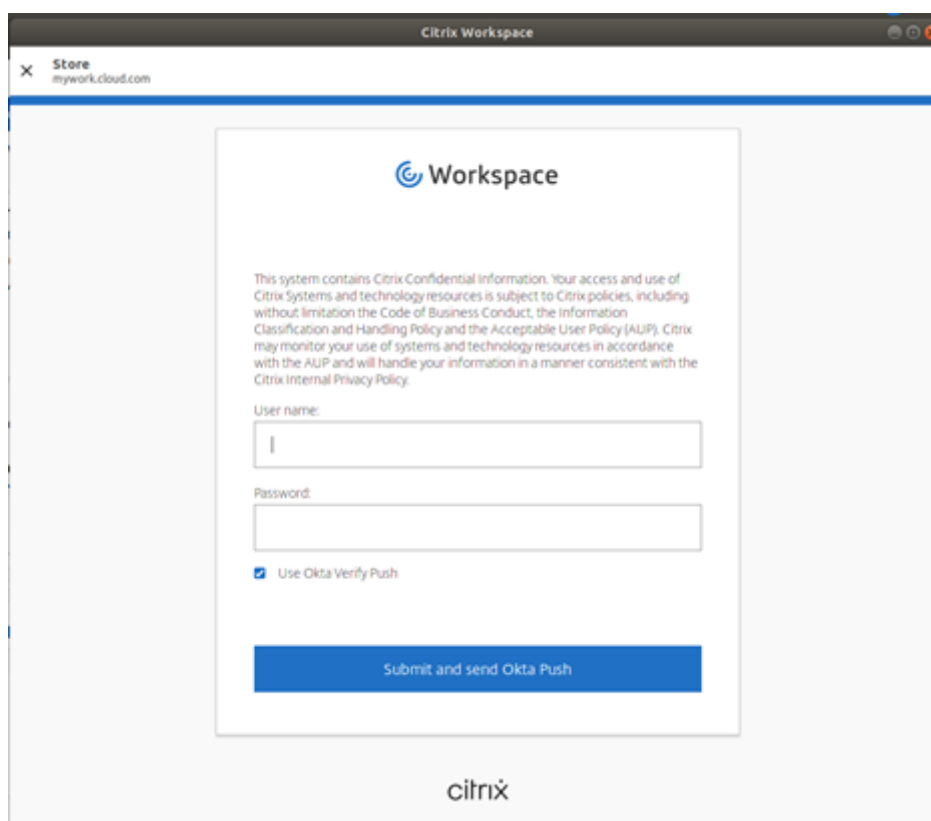 Citrix Workspace
Store
mywork.cloud.com
Workspace
This system contains Citrix Confidential Information. Your access and use of
Citrix Systems and technology resources is subject to Citrix policies, including
without limitation the Code of Business Conduct, the Information
Classification and Handling Policy and the Acceptable User Policy (AUP). Citrix
may monitor your use of systems and technology resources in accordance
with the AUP and will handle your information in a manner consistent with the
Citrix Internal Privacy Policy.
User name:
Password:
Use Okta Verify Push
Submit and send Okta Push
citrix